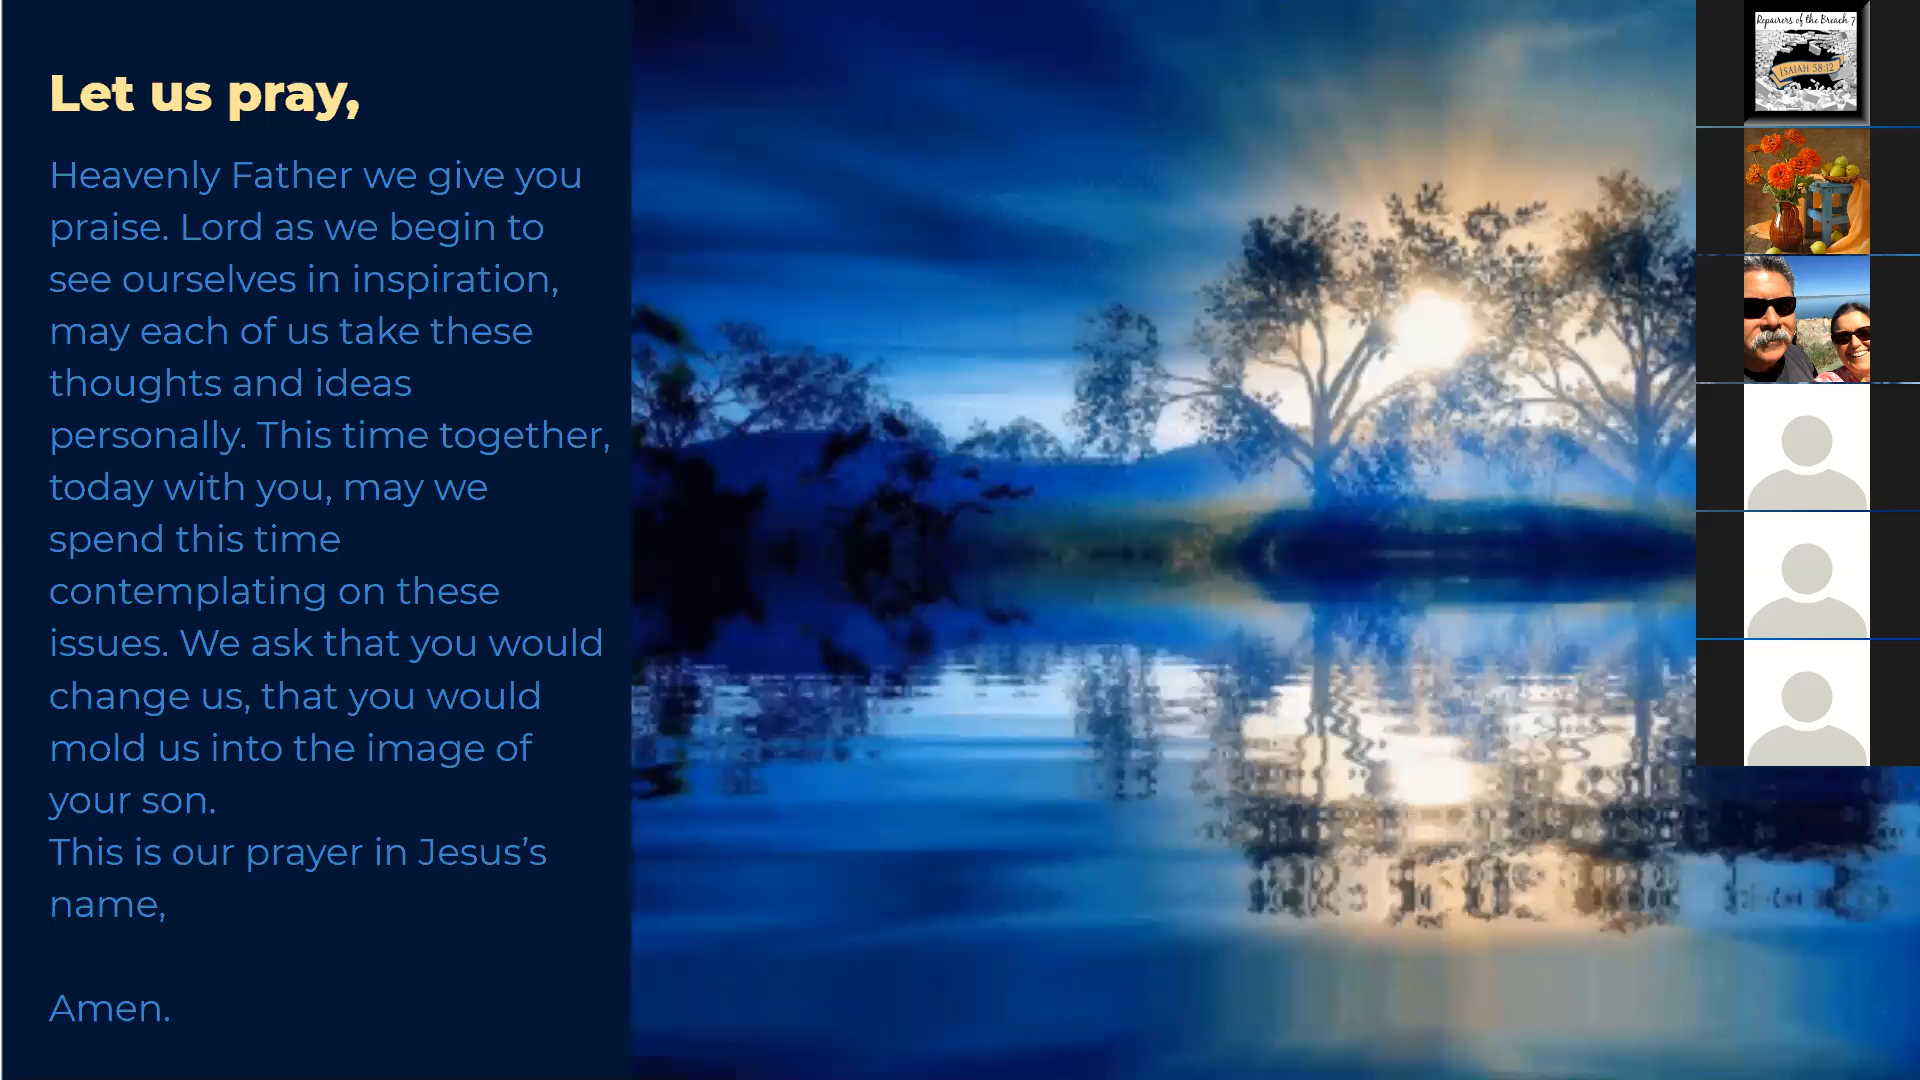 Let us pray,
Heavenly Father we give you
praise. Lord as we begin to
see ourselves in inspiration,
may each of us take these
thoughts and ideas
personally. This time together,
today with you, may we
spend this time
contemplating on these
issues. We ask that you would
change us, that you would
mold us into the image of
your son.
This is our prayer in Jesus’s
name,
Amen.
Repairers of the Breach 7
ISAIAH 58:12